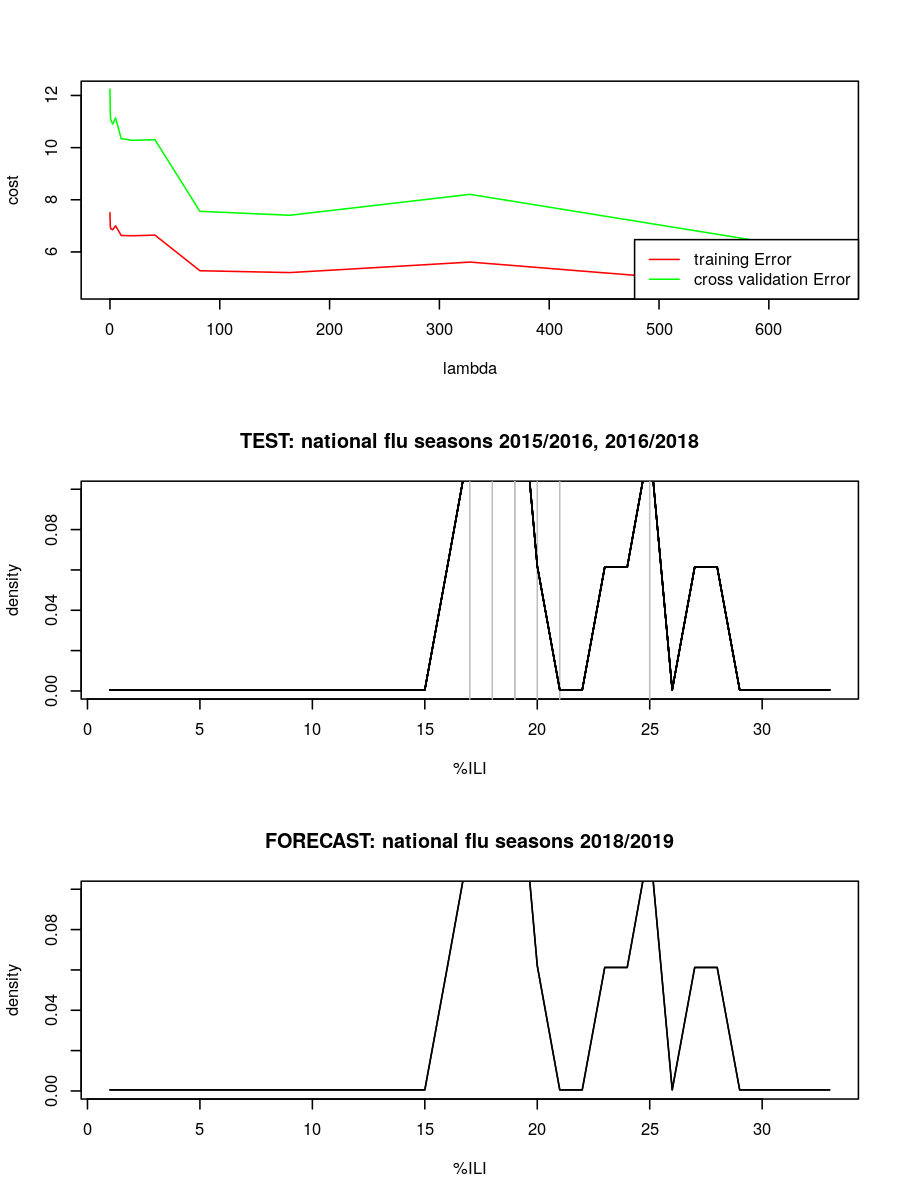 12
10
8
6
cost
training Error
cross validation Error
0 100 200 300 400 500 600
lambda
TEST: national flu seasons 2015/2016, 2016/2018
0.08
0.04
0.00
density
0 5 10 15 20 25 30
%ILI
FORECAST: national flu seasons 2018/2019
0.08
0.04
0.00
density
0 5 10 15 20 25 30
%ILI